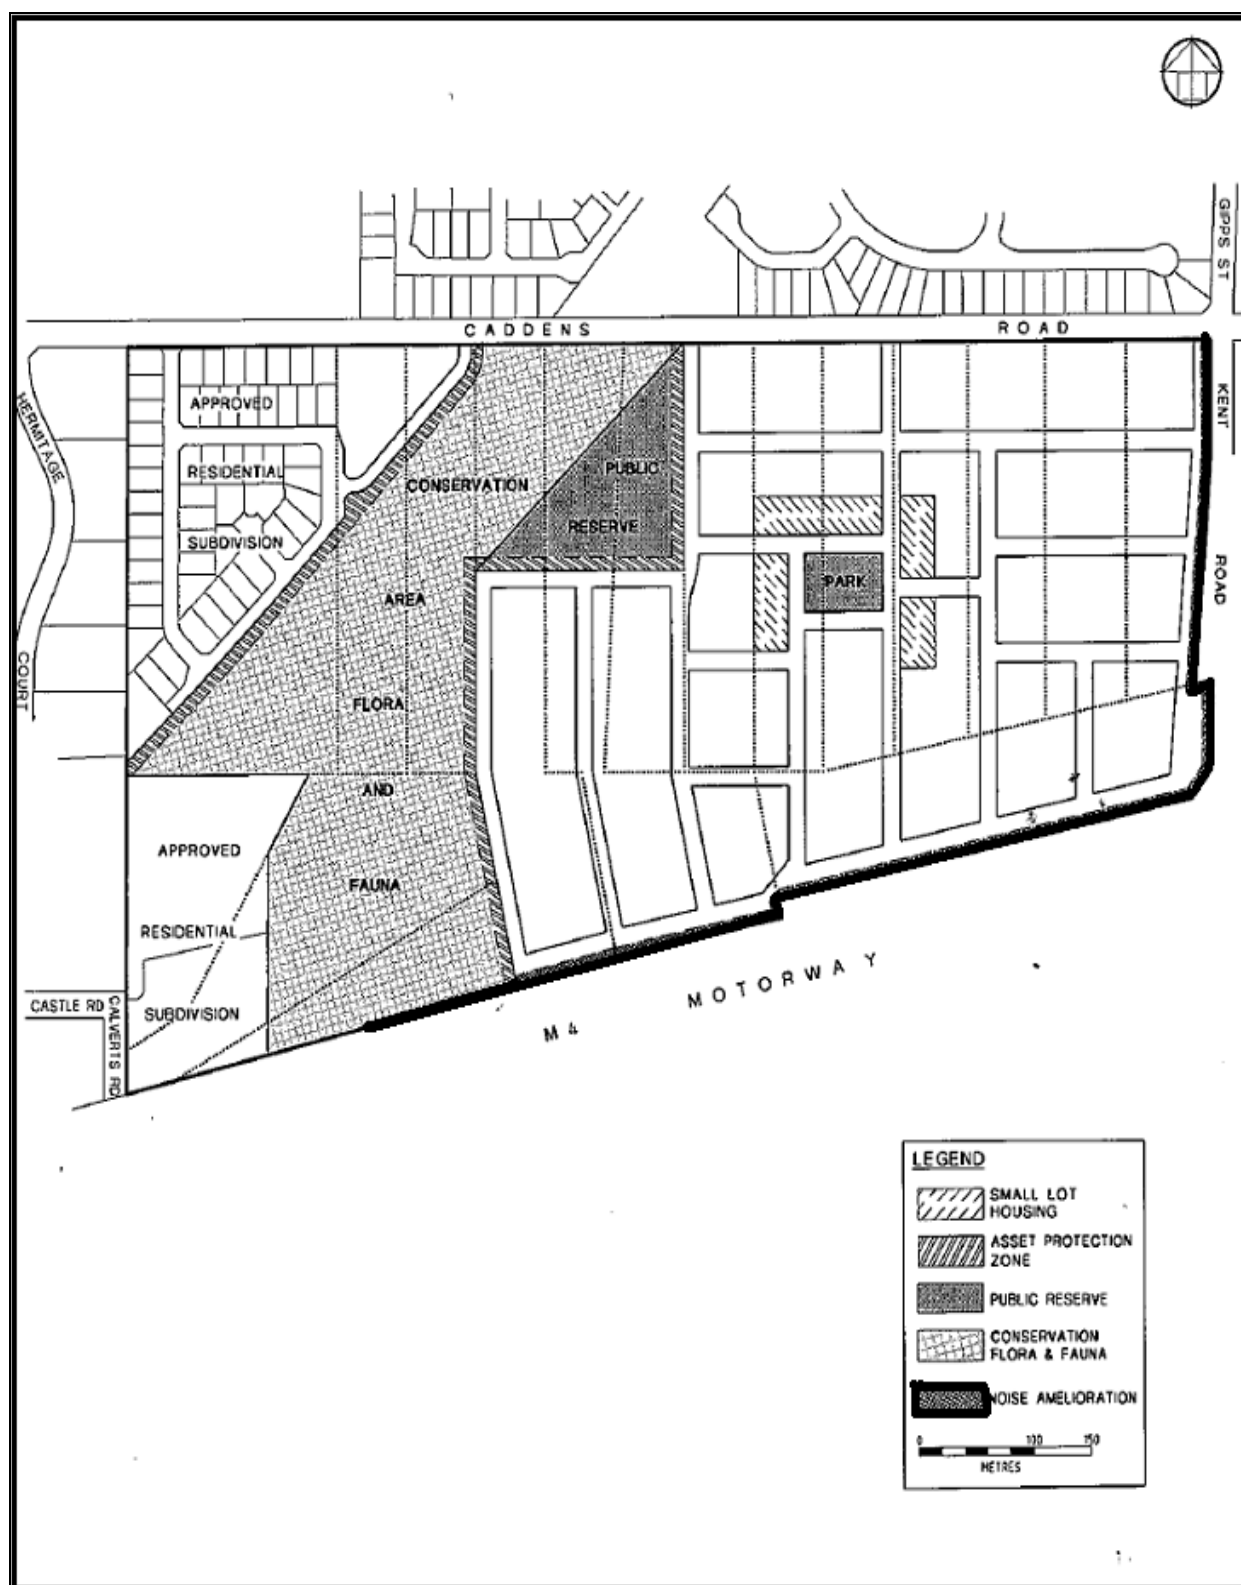 GIPPS ST
CADDENS ROAD
KENT
ROAD
HERMITAGE
COURT
APPROVED
RESIDENTIAL
SUBDIVISION
CONSERVATION
AREA
FLORA
AND
FAUNA
PUBLIC
RESERVE
PARK
APPROVED
RESIDENTIAL
SUBDIVISION
CASTLE RD
CALVERTS RD
M4 MOTORWAY
LEGEND
SMALL LOT
HOUSING
ASSET PROTECTION
ZONE
PUBLIC RESERVE
CONSERVATION
FLORA & FAUNA
NOISE AMELIORATION
0 100 150
METRES